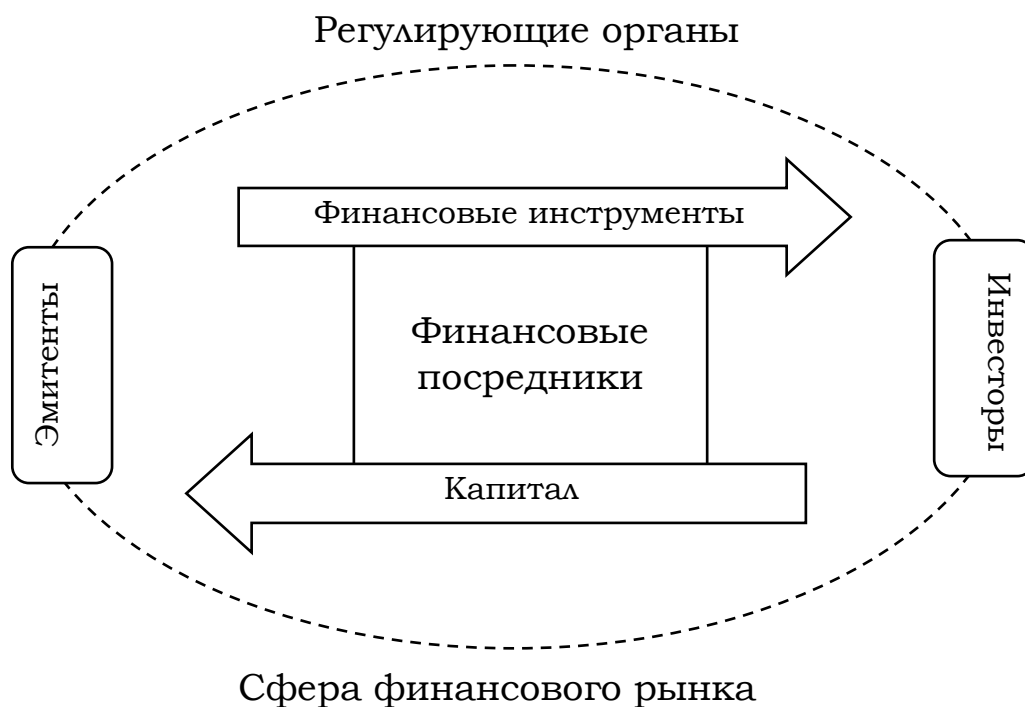 Регулирующие органы
Финансовые инструменты
Эмитенты
Финансовые
посредники
Инвесторы
Капитал
Сфера финансового рынка